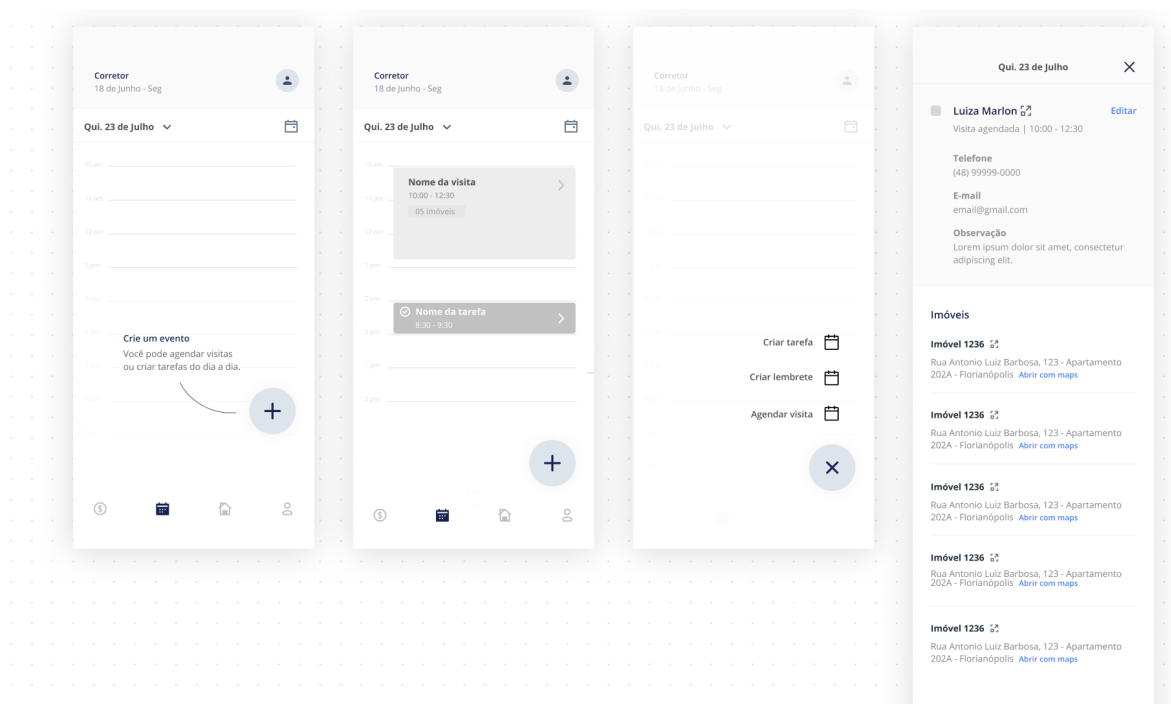 Corretor
18 de Junho - Seg
Qui. 23 de Julho
10 am
11 am
12 pm
1 pm
2 pm
Crie um evento
Você pode agendar visitas
ou criar tarefas do dia a dia.
Corretor
18 de Junho - Seg
Qui. 23 de Julho
10 am
Nome da visita
10:00 - 12:30
11 pm
05 imóveis
12 pm
1 pm
2 pm
Nome da tarefa
8:30 - 9:30
Corretor
18 de Junho - Seg
Qui. 23 de Julho
Criar tarefa
Criar lembrete
Agendar visita
Qui. 23 de Julho
Luiza Marlon
Editar
Visita agendada | 10:00 - 12:30
Telefone
(48) 99999-0000
E-mail
email@gmail.com
Observação
Lorem ipsum dolor sit amet, consectetur
adipiscing elit.
Imóveis
Imóvel 1236
Rua Antonio Luiz Barbosa, 123 - Apartamento
202A - Florianópolis Abrir com maps
Imóvel 1236
Rua Antonio Luiz Barbosa, 123 - Apartamento
202A - Florianópolis Abrir com maps
Imóvel 1236
Rua Antonio Luiz Barbosa, 123 - Apartamento
202A - Florianópolis Abrir com maps
Imóvel 1236
Rua Antonio Luiz Barbosa, 123 - Apartamento
202A - Florianópolis Abrir com maps
Imóvel 1236
Rua Antonio Luiz Barbosa, 123 - Apartamento
202A - Florianópolis Abrir com maps